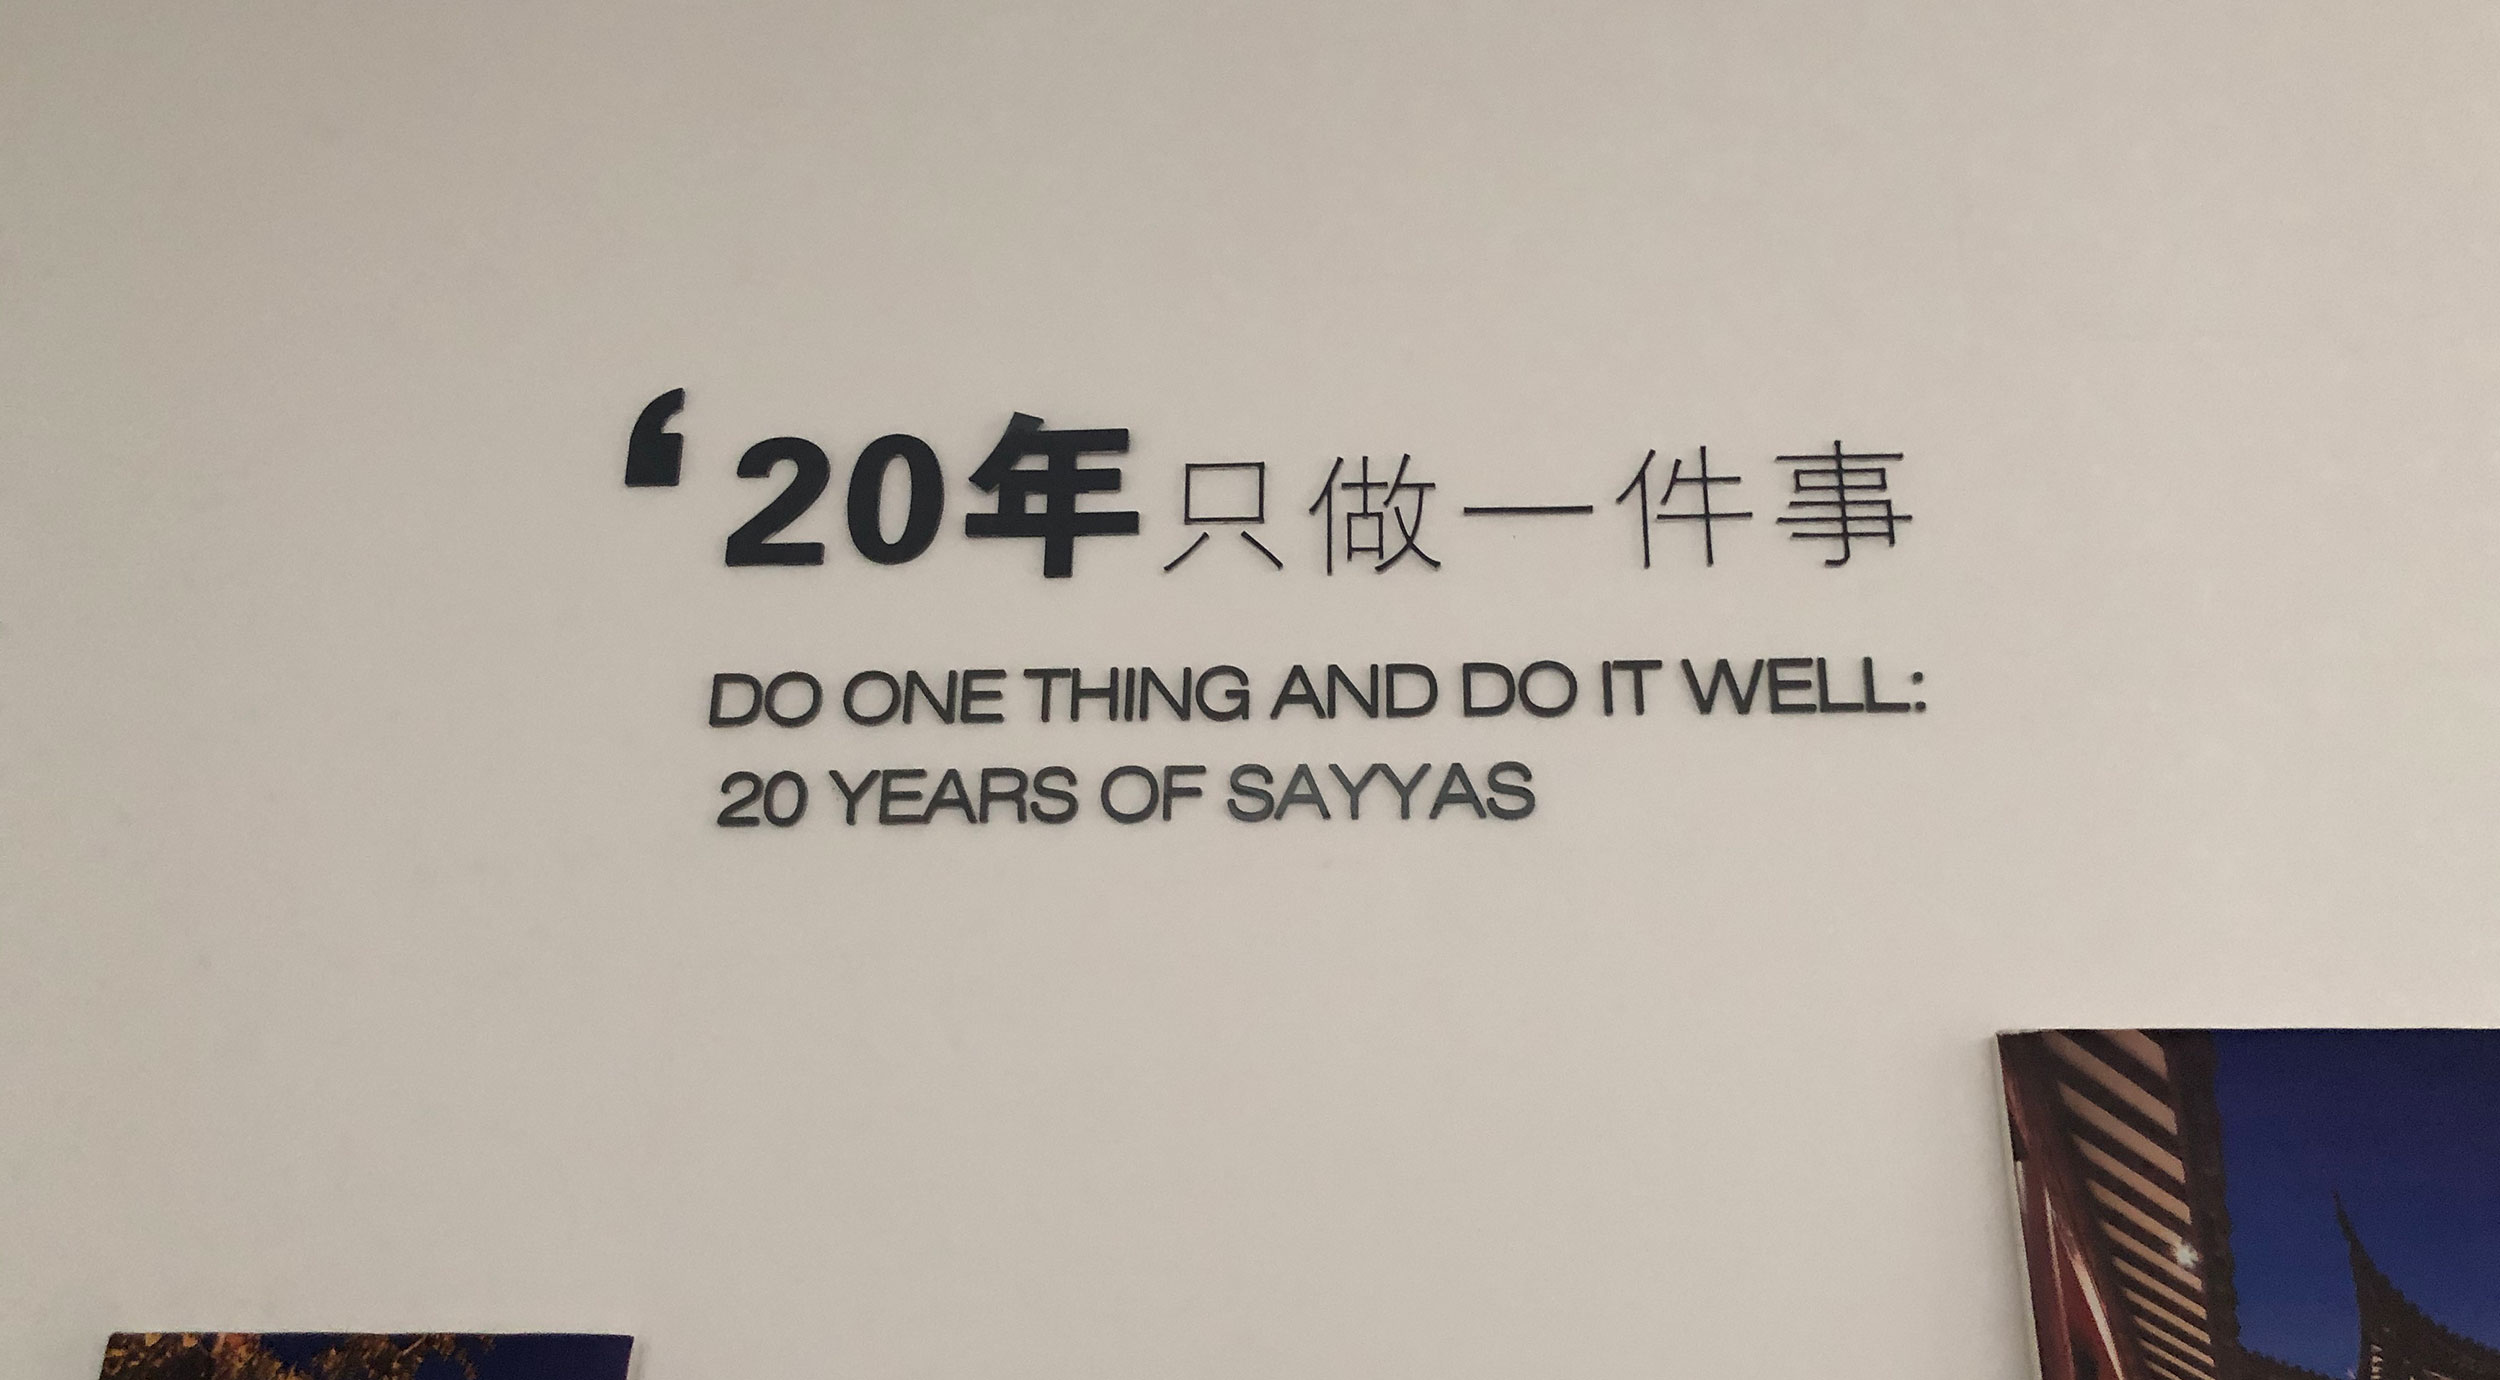 ‘20年只做一件事
DO ONE THING AND DO IT WELL:
20 YEARS OF SAYYAS